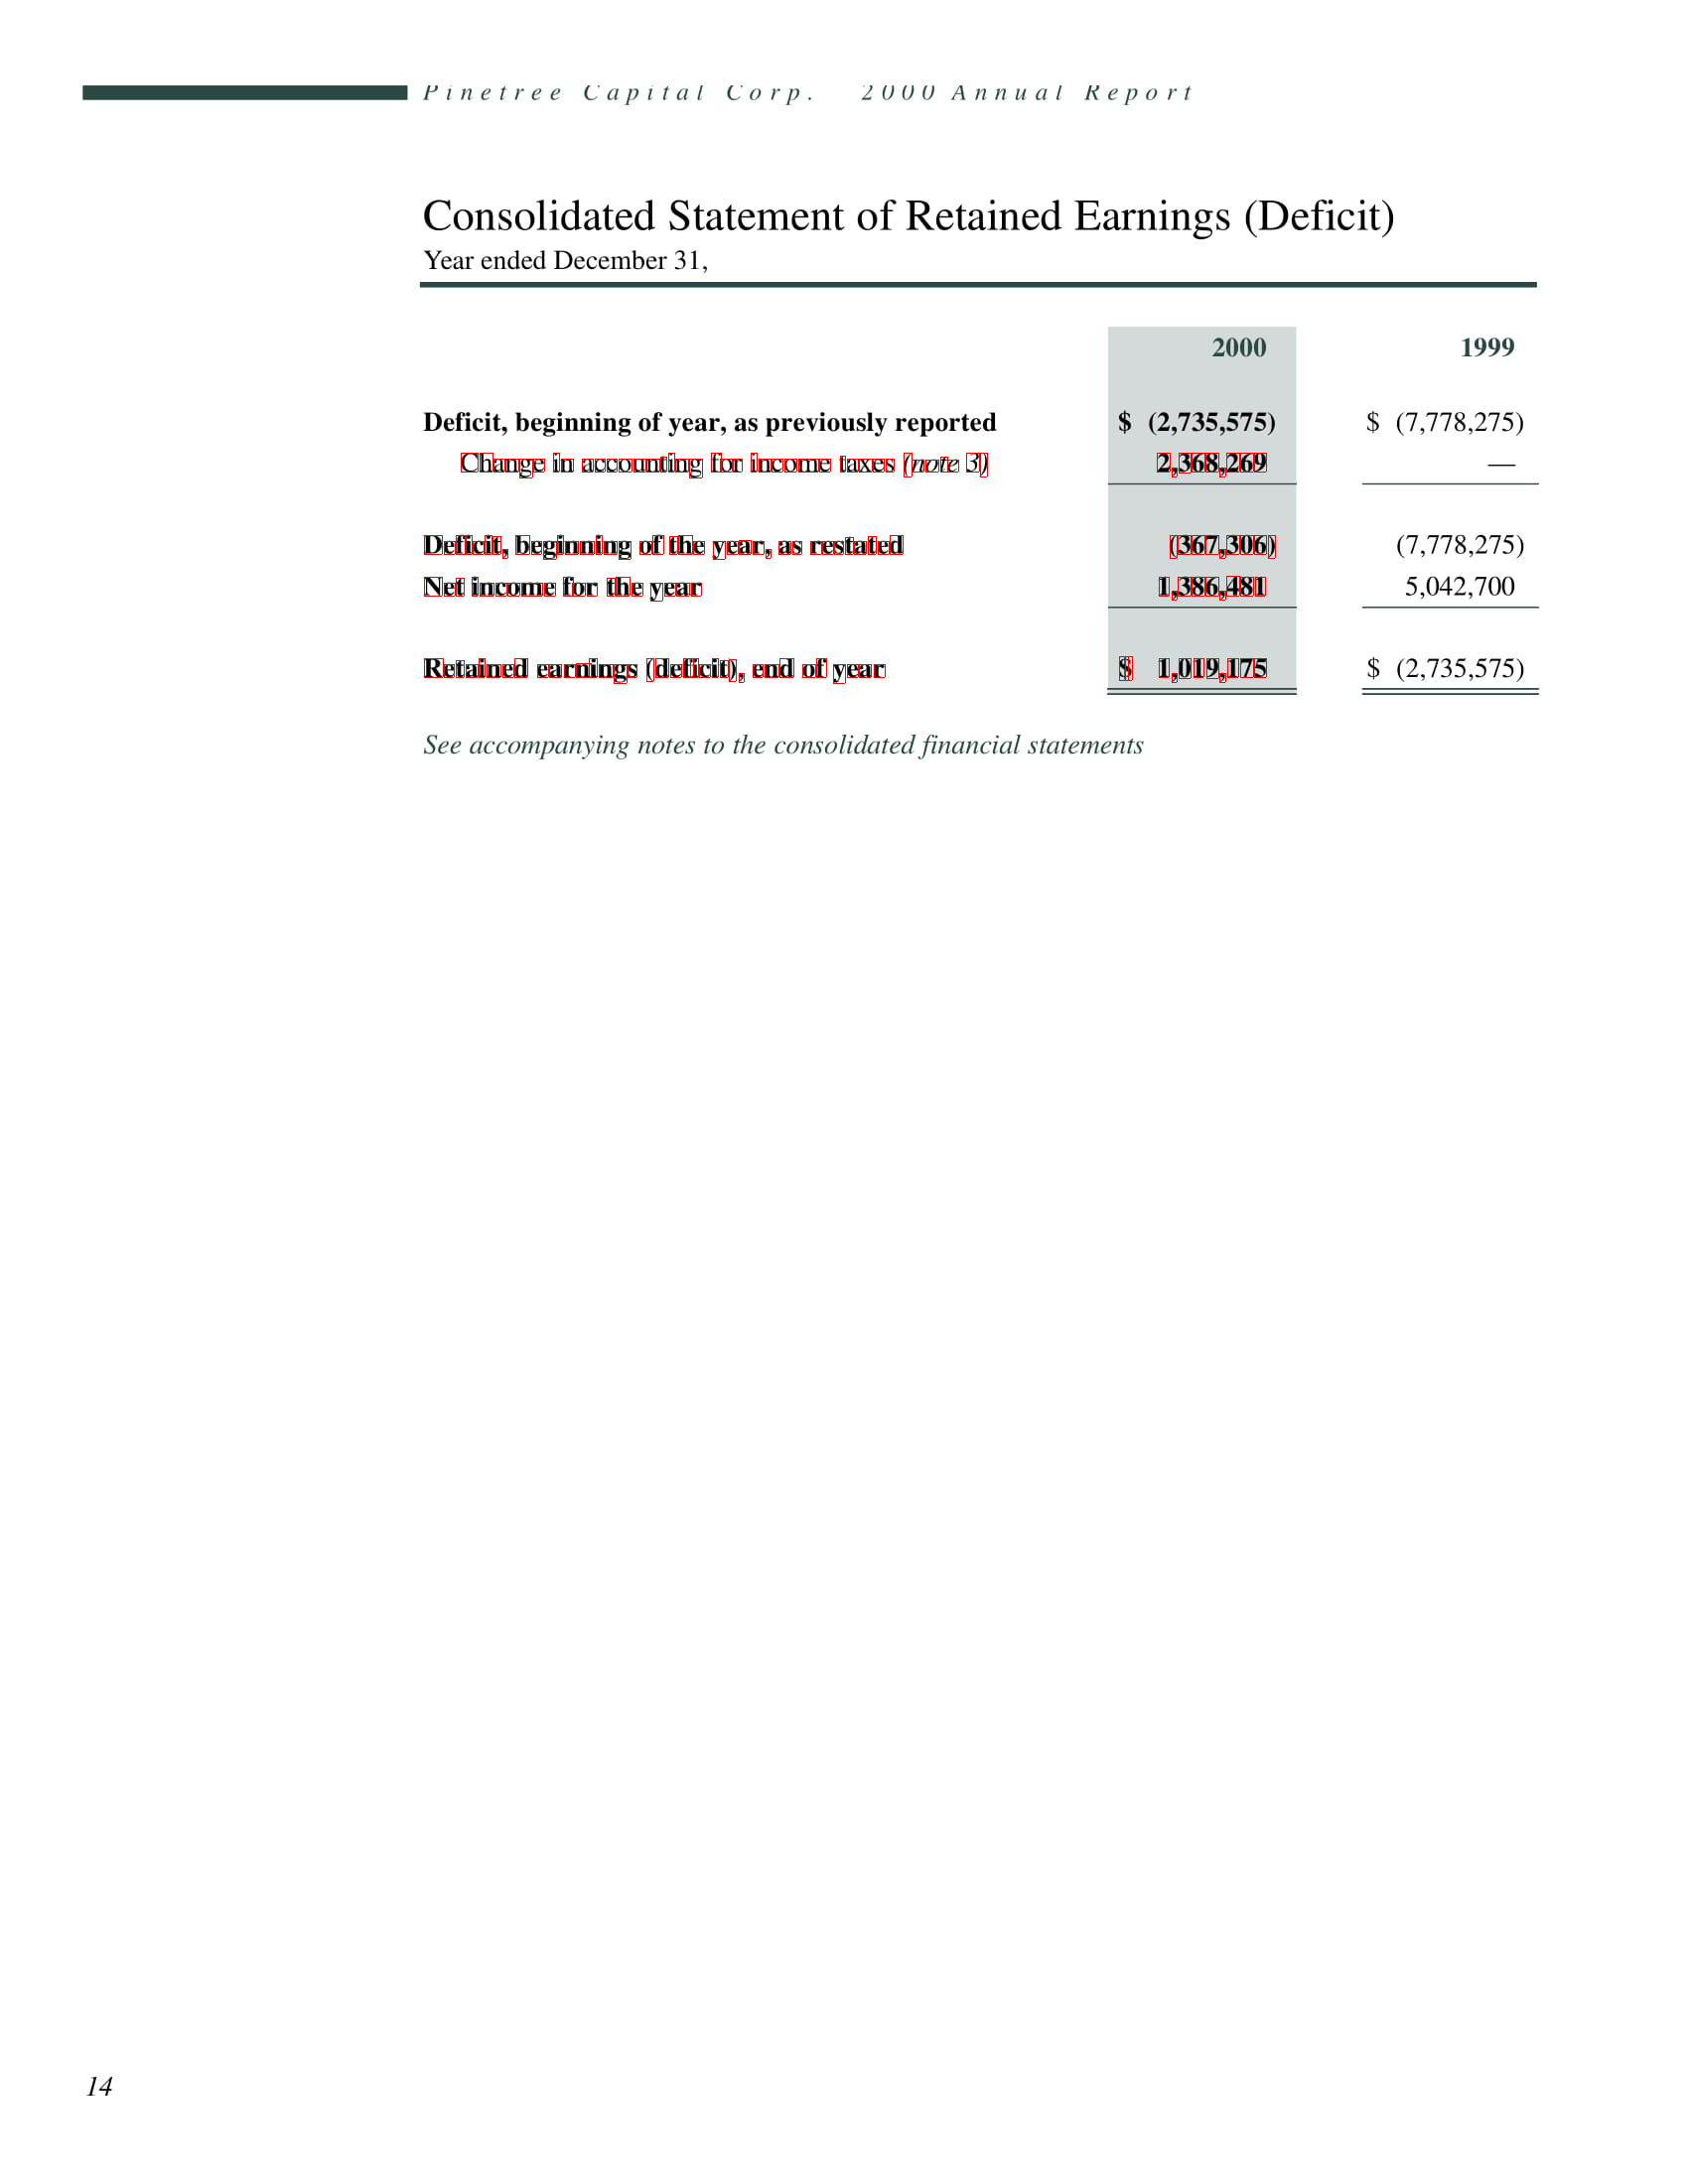 Pinetree Capital Corp. 2000 Annual Report
Consolidated Statement of Retained Earnings (Deficit)
Year ended December 31,
2000 1999
Deficit, beginning of year, as previously reported $ (2,735,575) $ (7,778,275)
Change in accounting for income taxes (note 3) 2,368,269 —
Deficit, beginning of the year, as restated (367,306) (7,778,275)
Net income for the year 1,386,481 5,042,700
Retained earnings (deficit), end of year $ 1,019,175 $ (2,735,575)
See accompanying notes to the consolidated financial statements
14